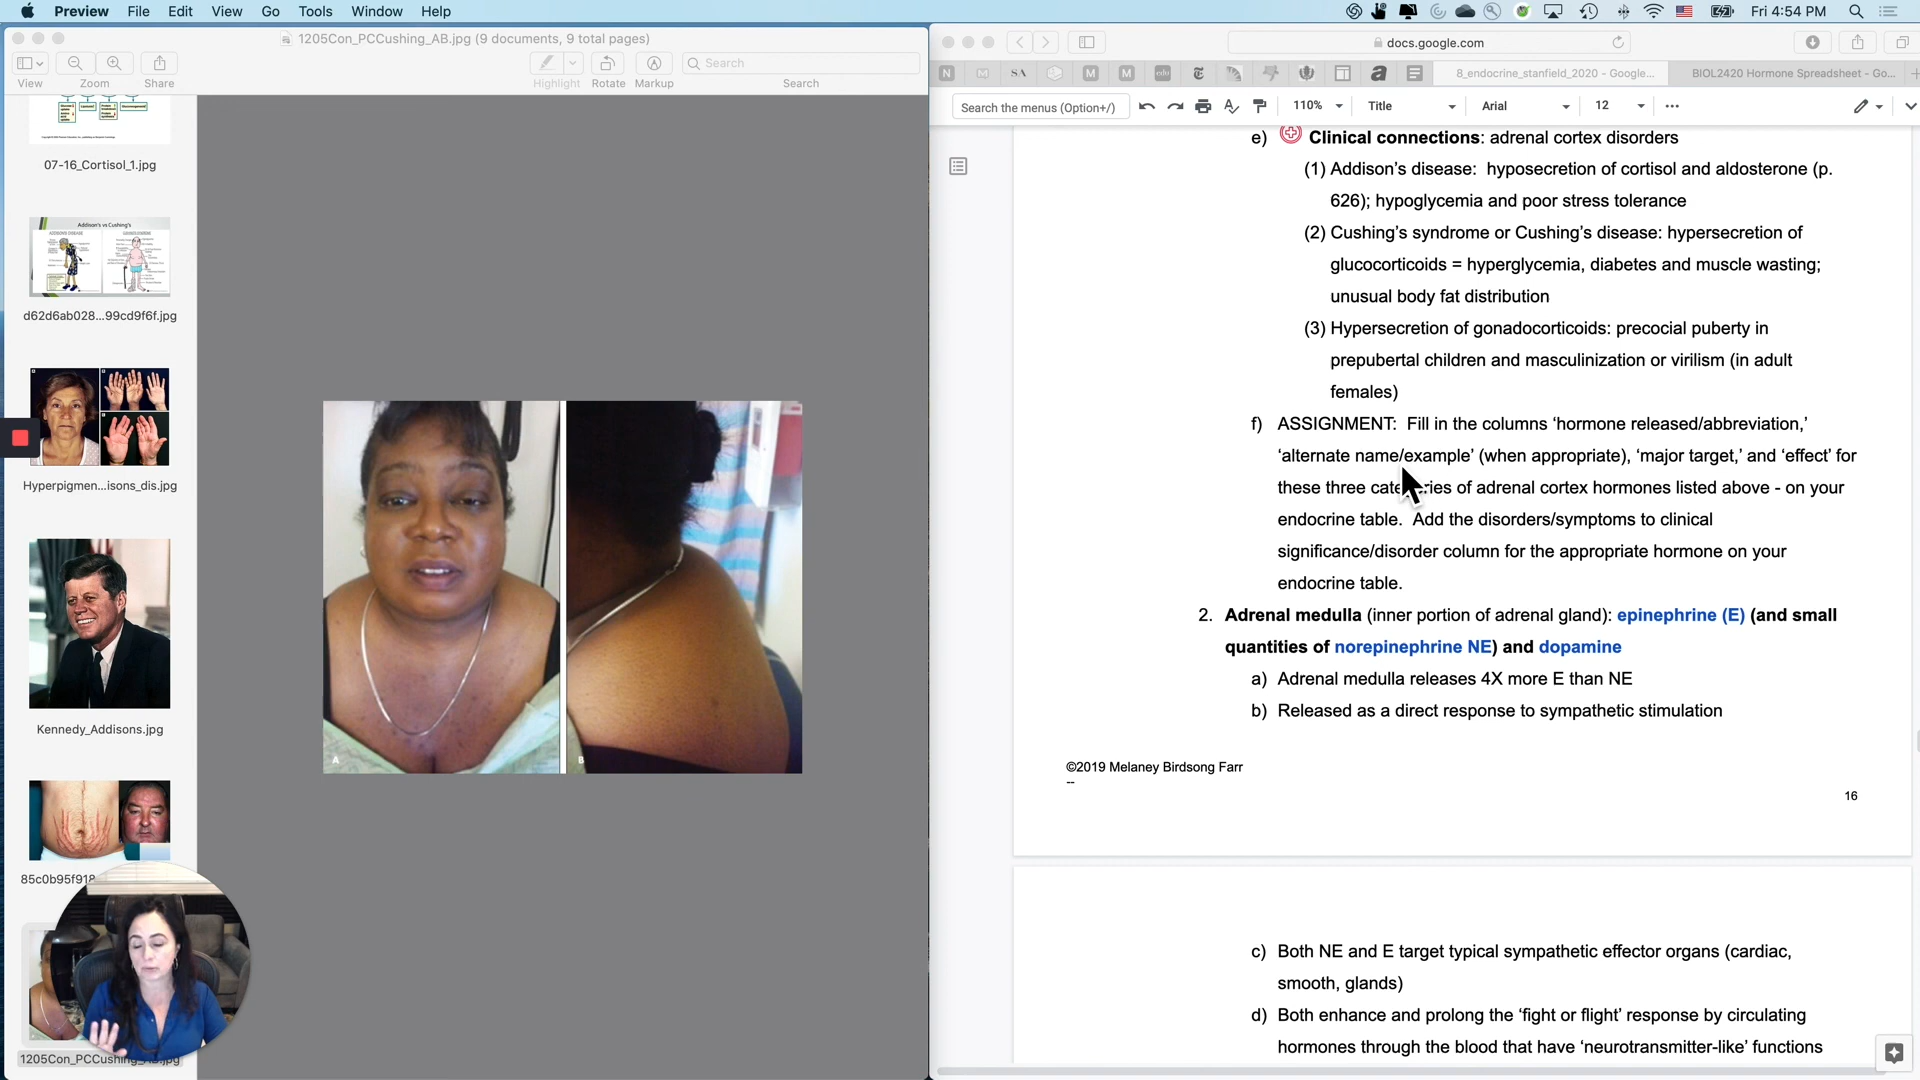 Preview File Edit View Go Tools Window Help
Fri 4:54 PM
1205Con_PCCushing_AB.jpg (9 documents, 9 total pages)
Search
View Zoom Share Highlight Rotate Markup Search
07-16_Cortisol_1.jpg
Addison's vs Cushing's
d62d6ab028...99cd9f6f.jpg
Hyperpigmen...isons_dis.jpg
Kennedy_Addisons.jpg
85c0b95f918
1205Con_PCCushing_AB.jpg
A
B
docs.google.com
N M SA M M edu a
8_endocrine_stanfield_2020 - Google...
BIOL2420 Hormone Spreadsheet - Go...
Search the menus (Option+/)
110% Title Arial 12
e) Clinical connections: adrenal cortex disorders
(1) Addison’s disease: hyposecretion of cortisol and aldosterone (p.
626); hypoglycemia and poor stress tolerance
(2) Cushing’s syndrome or Cushing’s disease: hypersecretion of
glucocorticoids = hyperglycemia, diabetes and muscle wasting;
unusual body fat distribution
(3) Hypersecretion of gonadocorticoids: precocial puberty in
prepubertal children and masculinization or virilism (in adult
females)
f) ASSIGNMENT: Fill in the columns ‘hormone released/abbreviation,’
‘alternate name/example’ (when appropriate), ‘major target,’ and ‘effect’ for
these three categories of adrenal cortex hormones listed above - on your
endocrine table. Add the disorders/symptoms to clinical
significance/disorder column for the appropriate hormone on your
endocrine table.
2. Adrenal medulla (inner portion of adrenal gland): epinephrine (E) (and small
quantities of norepinephrine NE) and dopamine
a) Adrenal medulla releases 4X more E than NE
b) Released as a direct response to sympathetic stimulation
©2019 Melaney Birdsong Farr
--
16
c) Both NE and E target typical sympathetic effector organs (cardiac,
smooth, glands)
d) Both enhance and prolong the ‘fight or flight’ response by circulating
hormones through the blood that have ‘neurotransmitter-like’ functions